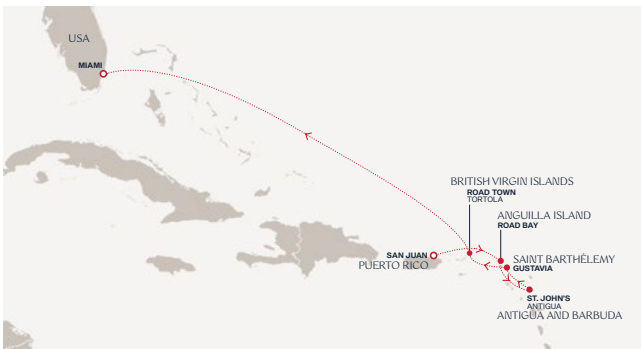 USA
MIAMI
BRITISH VIRGIN ISLANDS
ROAD TOWN
TORTOLA
ANGUILLA ISLAND
ROAD BAY
SAN JUAN
PUERTO RICO
SAINT BARTHÉLEMY
GUSTAVIA
ST. JOHN'S
ANTIGUA
ANTIGUA AND BARBUDA